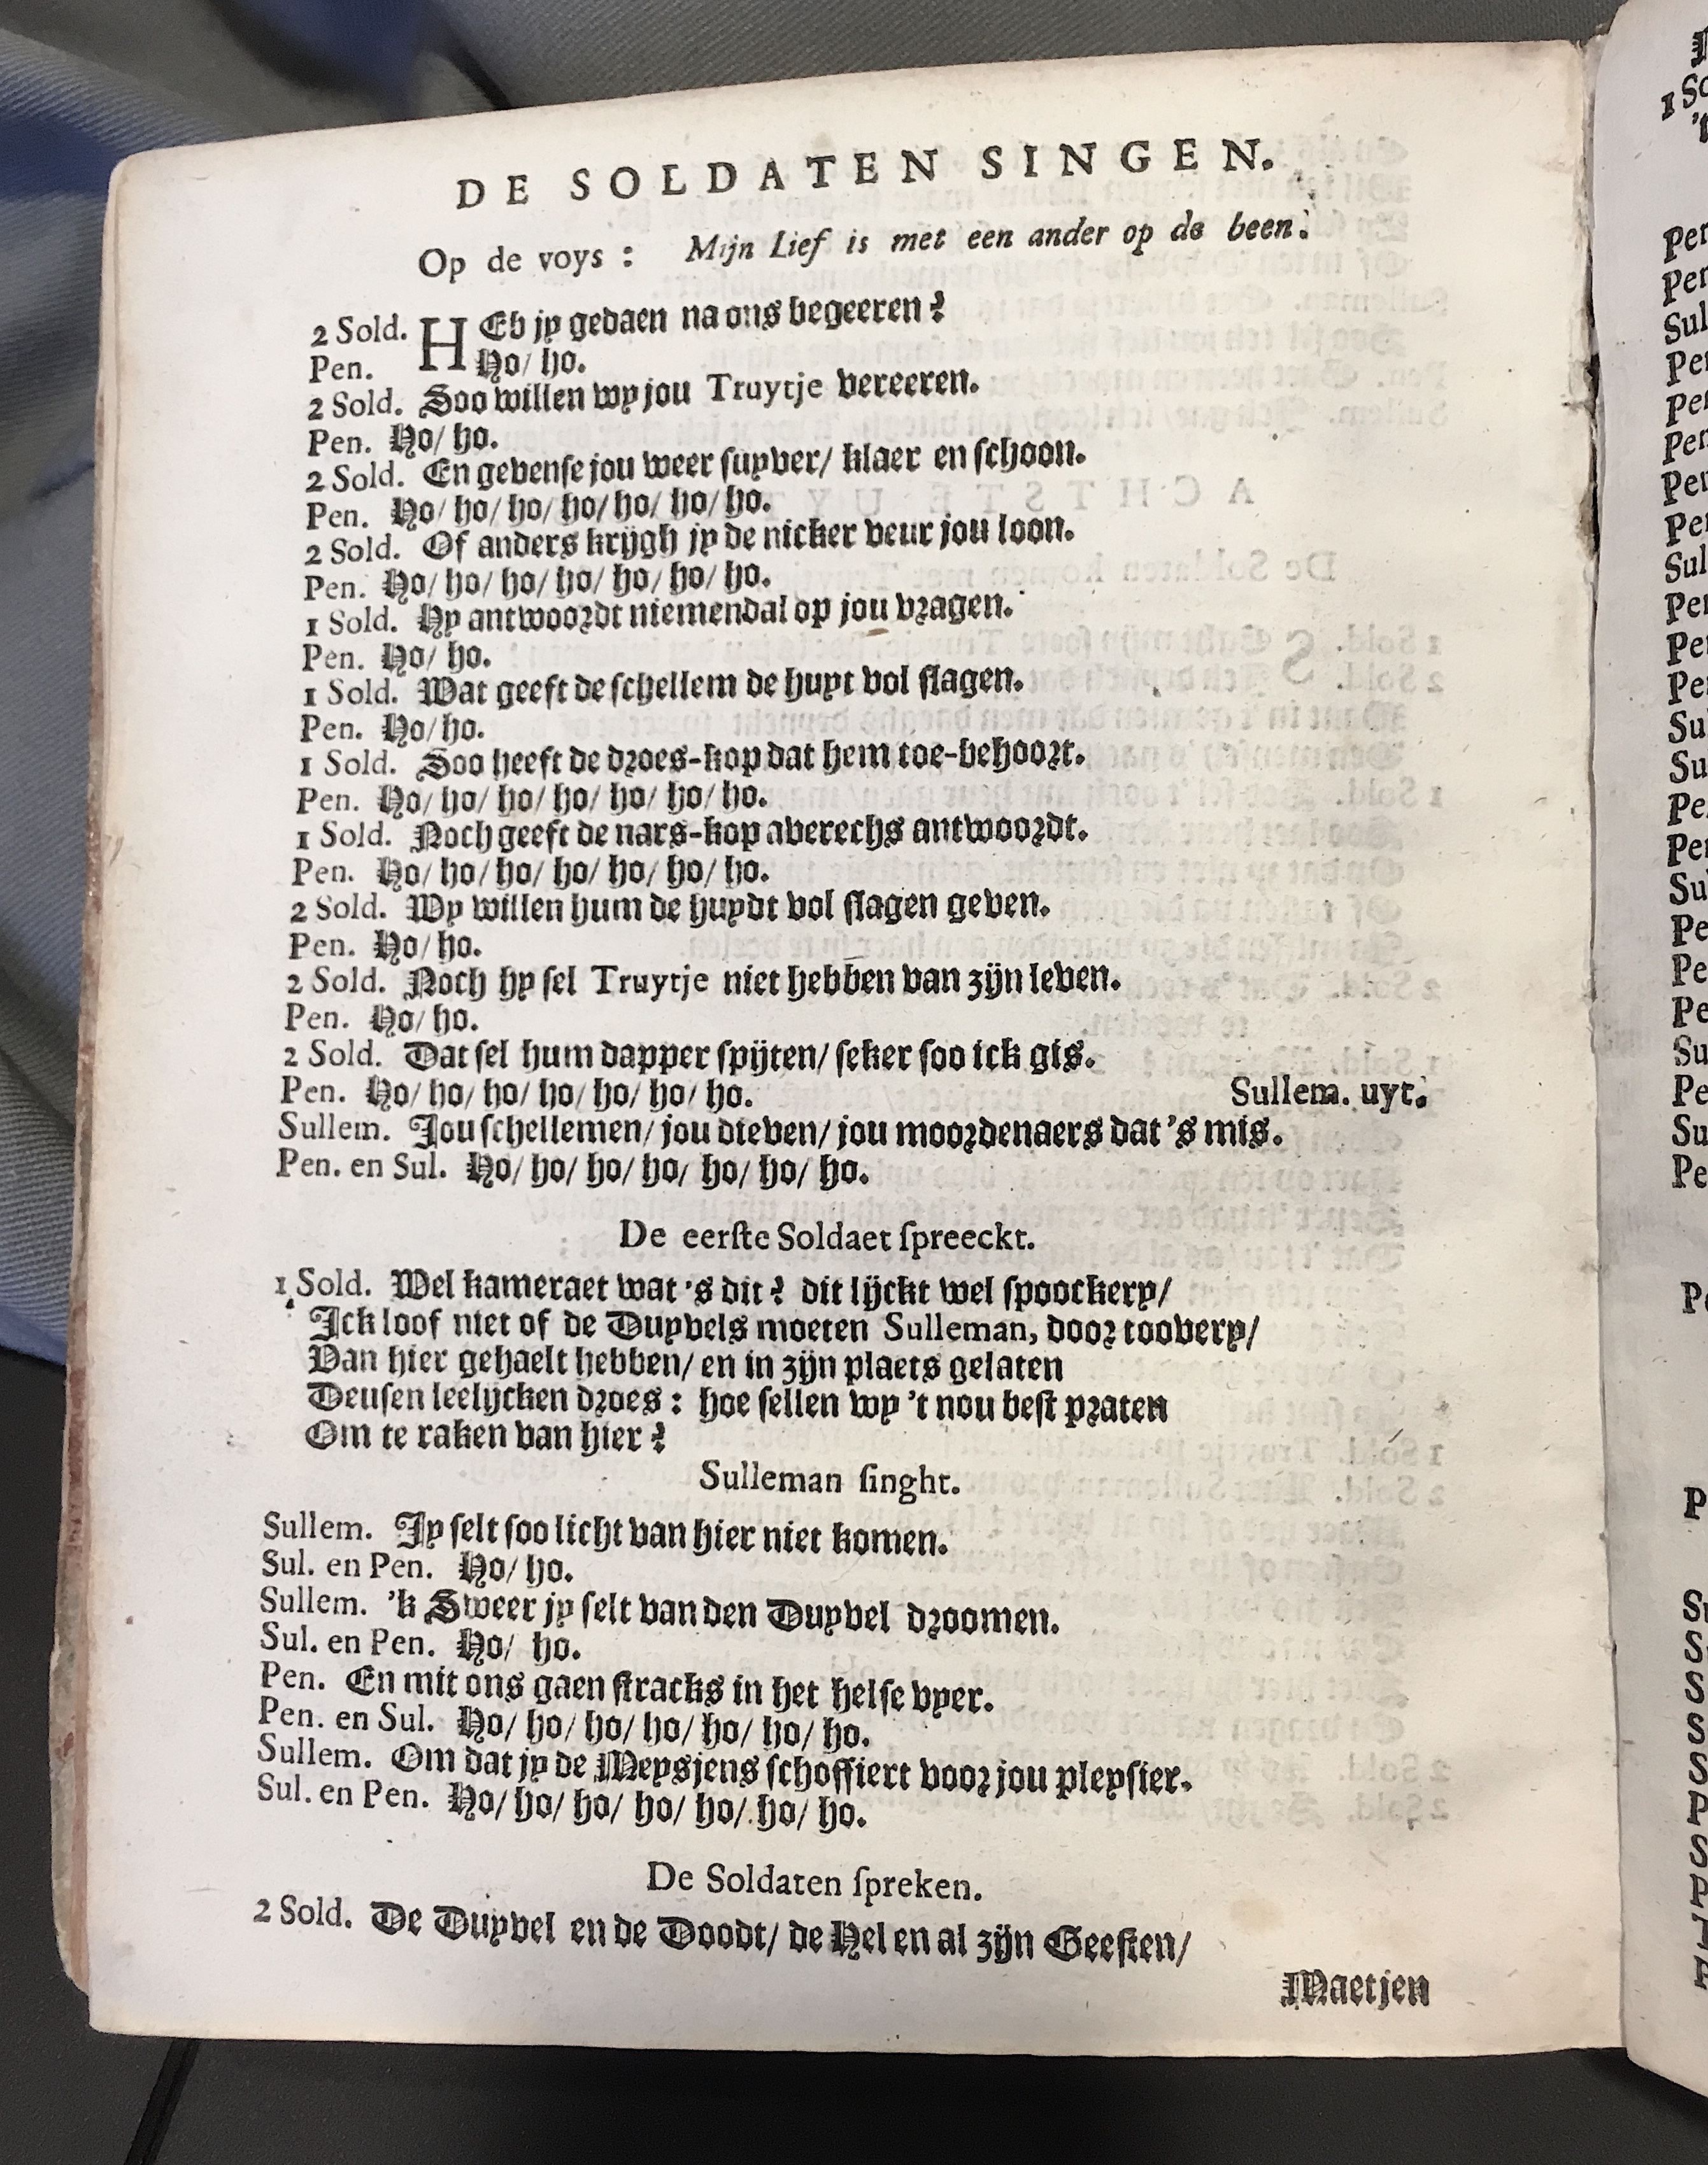 DE SOLDATEN SINGEN.
Op de voys : Mijn Lief is met een ander op de been.
2 Sold. HEb jy gedaen na ons begeeren?
Pen. Ho/ ho.
2 Sold. Soo willen wy jou Truytje vereeren.
Pen. Ho/ ho.
2 Sold. En gevense jou weer suyver/ klaer en schoon.
Pen. Ho/ ho/ ho/ ho/ ho/ ho/ ho.
2 Sold. Of anders krijgh jy de nicker veur jou loon.
Pen. Ho/ ho/ ho/ ho/ ho/ ho/ ho.
1 Sold. Hy antwoordt niemendal op jou vragen.
Pen. Ho/ ho.
1 Sold. Wat geeft de schellem de huyt vol slagen.
Pen. Ho/ ho.
1 Sold. Soo heeft de droes-kop dat hem toe-behoort.
Pen. Ho/ ho/ ho/ ho/ ho/ ho/ ho.
1 Sold. Noch geeft de nars-kop averechs antwoordt.
Pen. Ho/ ho/ ho/ ho/ ho/ ho/ ho.
2 Sold. Wy willen hum de huydt vol slagen geven.
Pen. Ho/ ho.
2 Sold. Noch hy sel Truytje niet hebben van zijn leven.
Pen. Ho/ ho.
2 Sold. Dat sel hum dapper spijten/ seker soo ick gis.
Pen. Ho/ ho/ ho/ ho/ ho/ ho/ ho. Sullem. uyt.
Sullem. Jou schellemen/ jou dieven/ jou moordenaers dat 's mis.
Pen. en Sul. Ho/ ho/ ho/ ho/ ho/ ho/ ho.
De eerste Soldaet spreeckt.
1 Sold. Wel kameraet wat 's dit? dit lijckt wel spoockery/
Ick loof niet of de Duyvels moeten Sulleman, door toovery/
Van hier gehaelt hebben/ en in zijn plaets gelaten
Deusen leelijcken droes : hoe sellen wy 't nou best praten
Om te raken van hier?
Sulleman singht.
Sullem. Jy selt soo licht van hier niet komen.
Sul. en Pen. Ho/ ho.
Sullem. 'k Sweer jy selt van den Duyvel droomen.
Sul. en Pen. Ho/ ho.
Pen. En mit ons gaen stracks in het helse vyer.
Pen. en Sul. Ho/ ho/ ho/ ho/ ho/ ho/ ho.
Sullem. Om dat jy de Meysjens schoffiert voor jou pleysier.
Sul. en Pen. Ho/ ho/ ho/ ho/ ho/ ho/ ho.
De Soldaten spreken.
2 Sold. De Duyvel en de Doodt/ de Hel en al zijn Geesten/
Maetjen